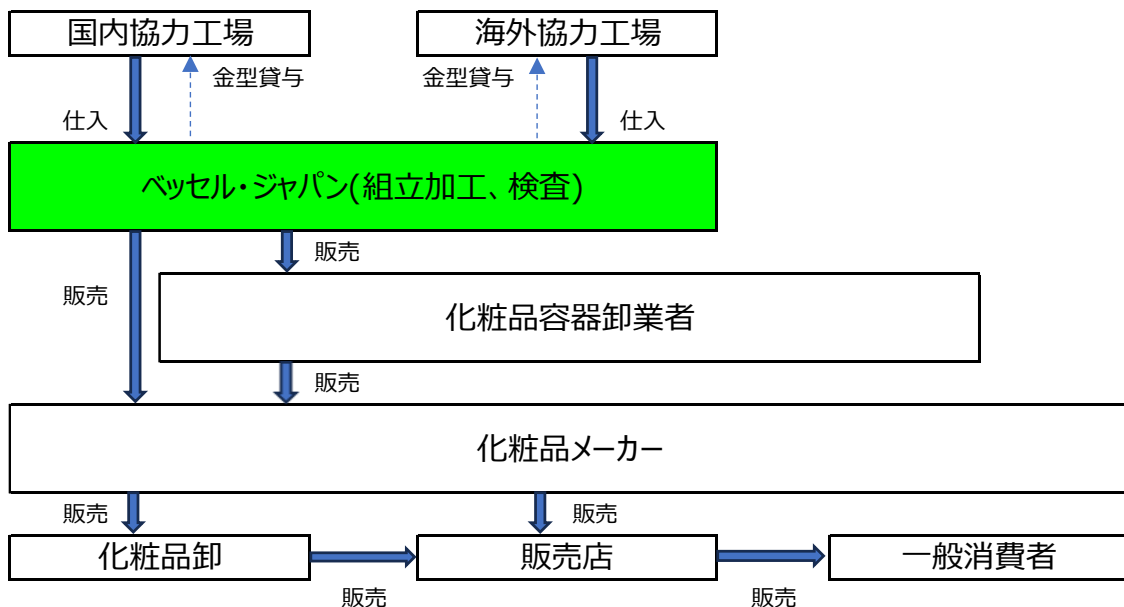 国内協力工場
海外協力工場
金型貸与
金型貸与
仕入
仕入
ベッセル・ジャパン(組立加工、検査)
販売
販売
化粧品容器卸業者
販売
化粧品メーカー
販売
販売
化粧品卸
販売店
一般消費者
販売
販売